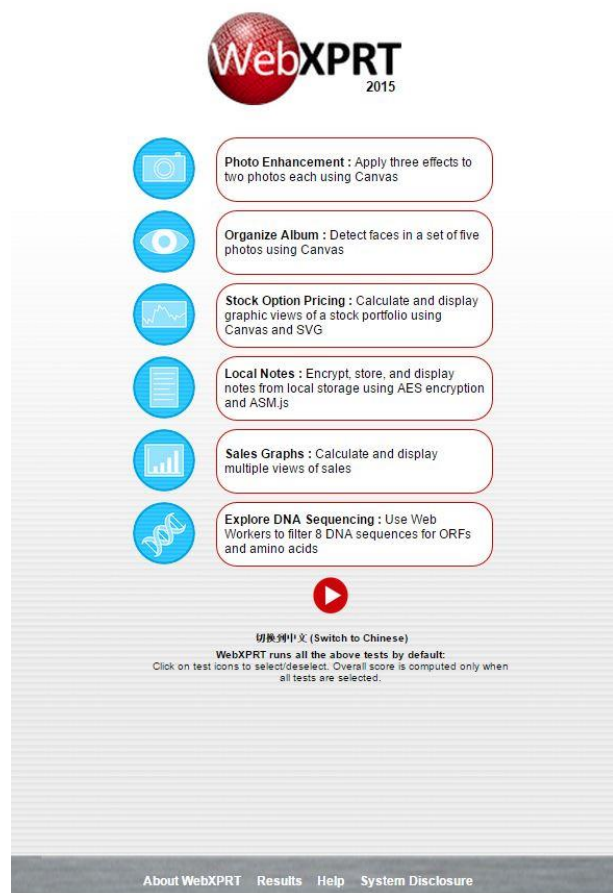 WebXPRT
2015
Photo Enhancement : Apply three effects to
two photos each using Canvas
Organize Album : Detect faces in a set of five
photos using Canvas
Stock Option Pricing : Calculate and display
graphic views of a stock portfolio using
Canvas and SVG
Local Notes : Encrypt, store, and display
notes from local storage using AES encryption
and ASM.js
Sales Graphs : Calculate and display
multiple views of sales
Explore DNA Sequencing : Use Web
Workers to filter 8 DNA sequences for ORFs
and amino acids
切换到中文 (Switch to Chinese)
WebXPRT runs all the above tests by default:
Click on test icons to select/deselect. Overall score is computed only when
all tests are selected.
About WebXPRT Results Help System Disclosure